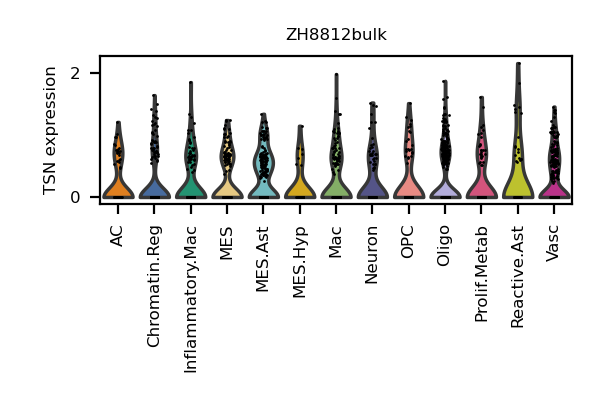 ZH8812bulk
TSN expression
2
0
AC
Chromatin.Reg
Inflammatory.Mac
MES
MES.Ast
MES.Hyp
Mac
Neuron
OPC
Oligo
Prolif.Metab
Reactive.Ast
Vasc